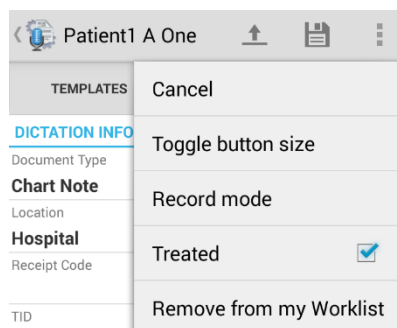 Patient1 A One
TEMPLATES
DICTATION INFO
Document Type
Chart Note
Location
Hospital
Receipt Code
TID
Cancel
Toggle button size
Record mode
Treated
Remove from my Worklist